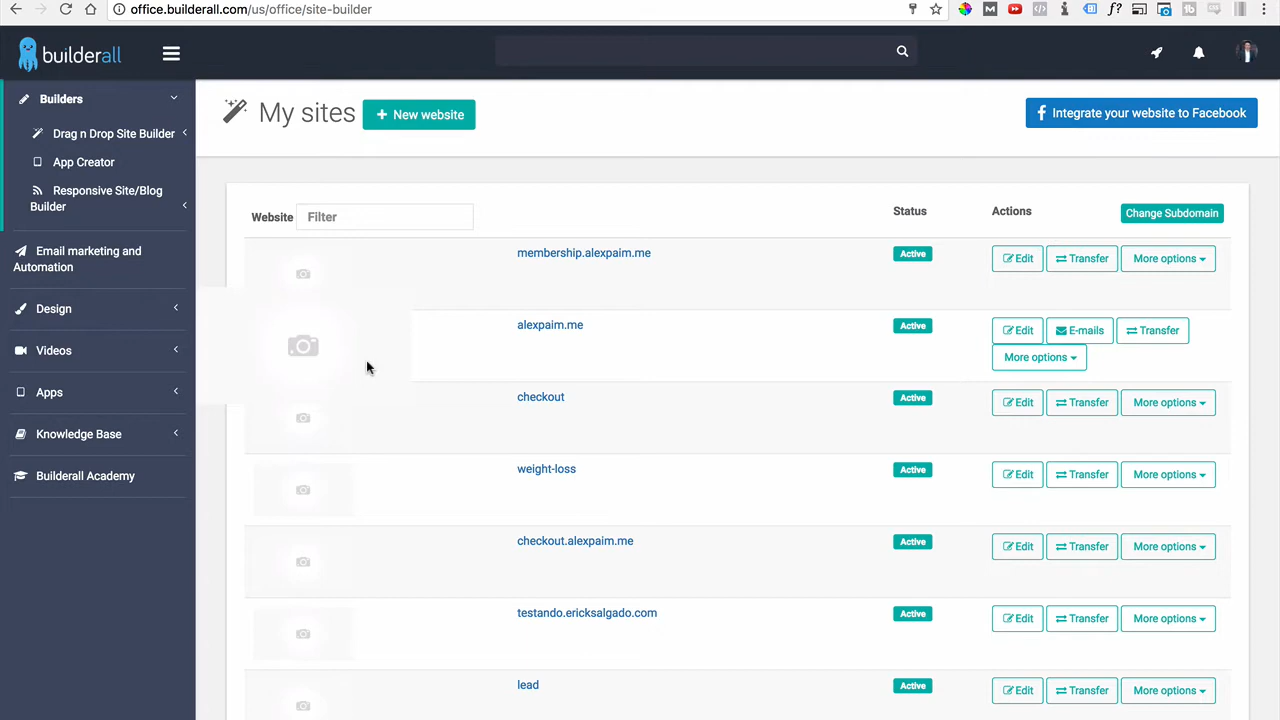 office.builderall.com/us/office/site-builder
builderall
Builders
Drag n Drop Site Builder
App Creator
Responsive Site/Blog
Builder
Email marketing and
Automation
Design
Videos
Apps
Knowledge Base
Builderall Academy
My sites
+ New website
Integrate your website to Facebook
Website Filter Status Actions Change Subdomain
membership.alexpaim.me Active Edit Transfer More options
alexpaim.me Active Edit E-mails Transfer
More options
checkout Active Edit Transfer More options
weight-loss Active Edit Transfer More options
checkout.alexpaim.me Active Edit Transfer More options
testando.ericksalgado.com Active Edit Transfer More options
lead Active Edit Transfer More options